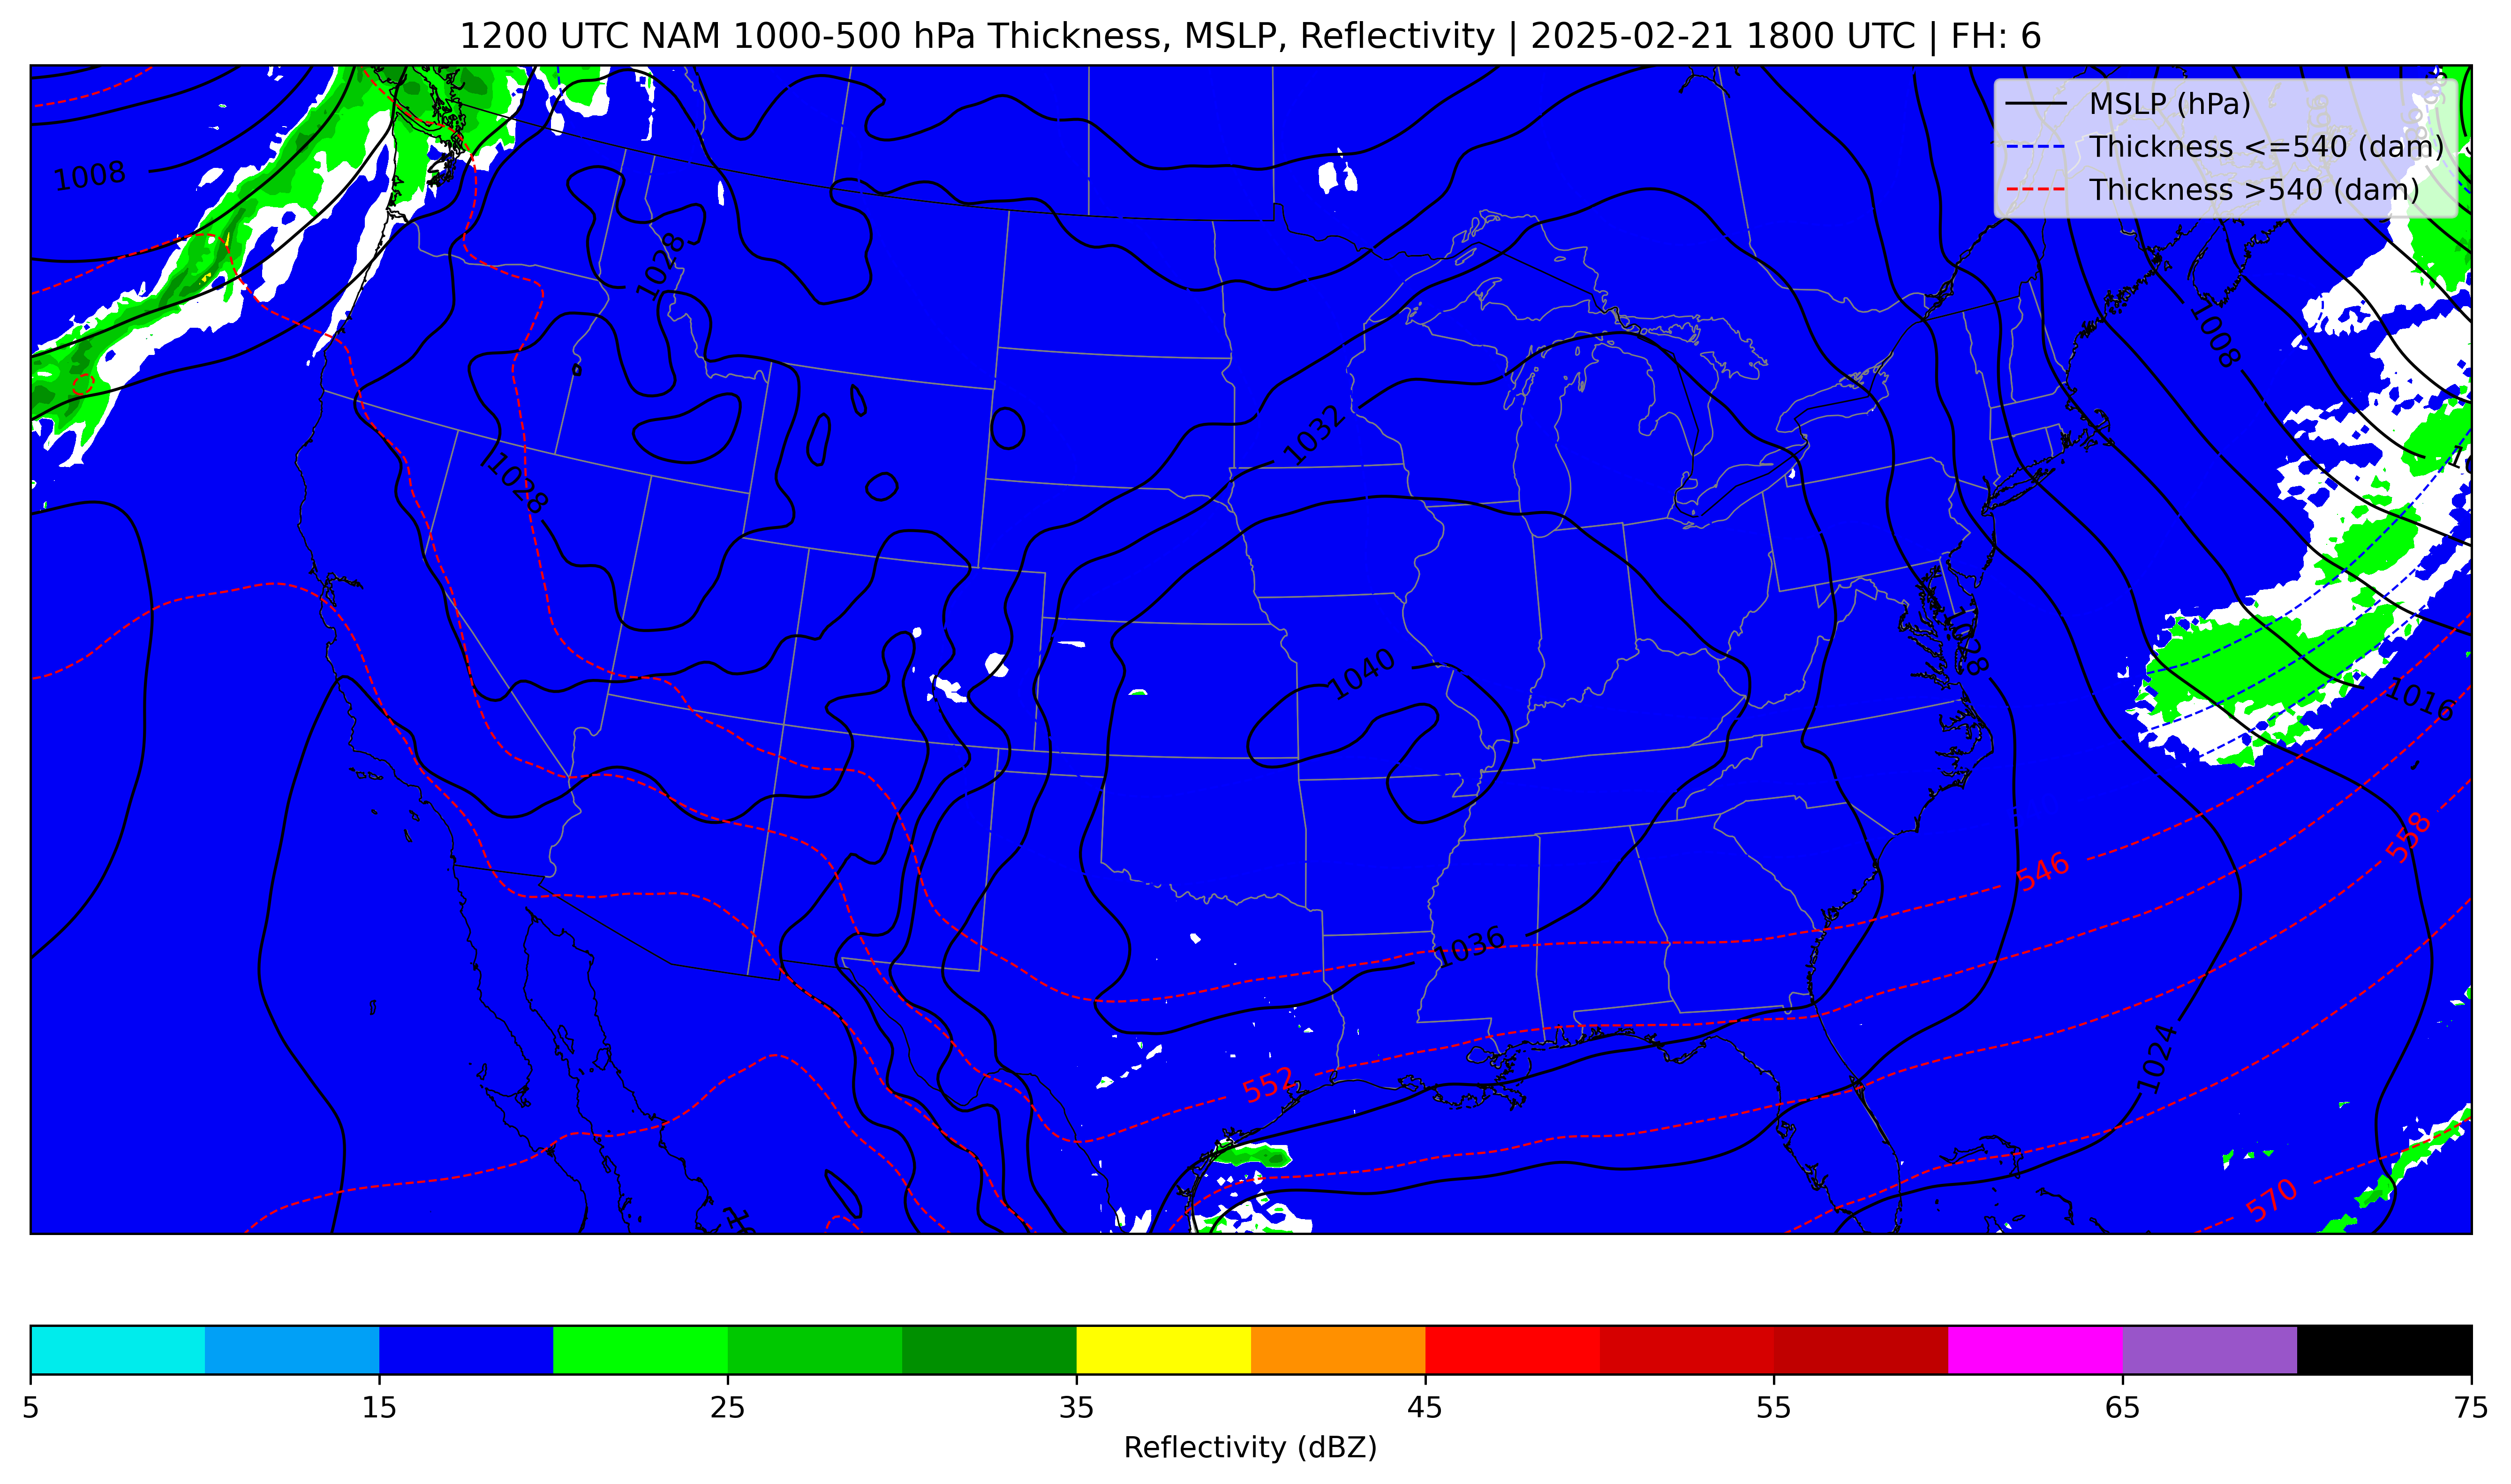 1200 UTC NAM 1000-500 hPa Thickness, MSLP, Reflectivity | 2025-02-21 1800 UTC | FH: 6
MSLP (hPa)
Thickness <=540 (dam)
Thickness >540 (dam)
1008
1028
1008
1032
1028
1028
1040
1016
558
546
1036
1024
552
570
5 15 25 35 45 55 65 75
Reflectivity (dBZ)